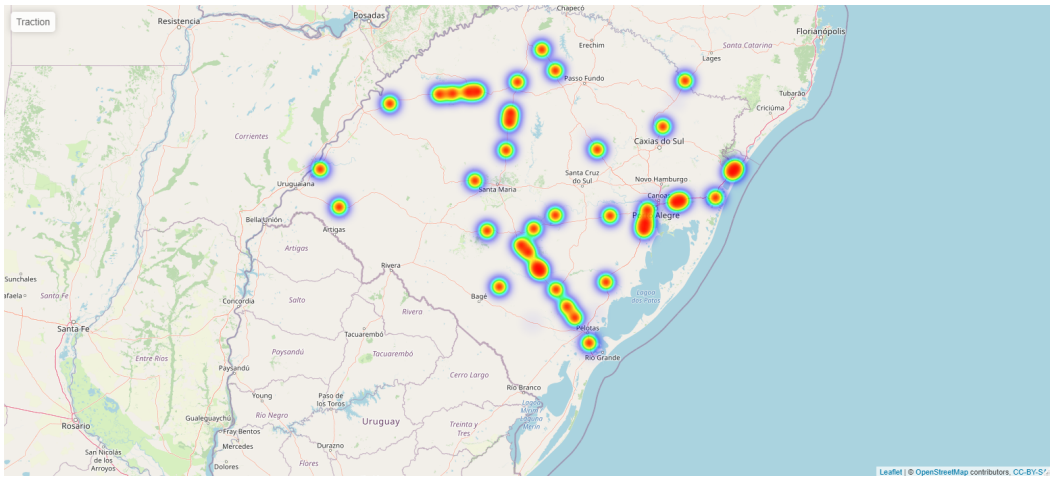 Traction
Resistencia
Posadas
Chapecó
Florianópolis
Erechim
Lages
Santa Catarina
Passo Fundo
Tubarão
Criciúma
Corrientes
Caxias do Sul
Uruguaiana
Santa Maria
Santa Cruz
do Sul
Novo Hamburgo
Canoas
Alegre
Bella Unión
Artigas
Artigas
Rivera
Sunchales
Santa Fe
Concordia
Salto
Bagé
Lagoa
dos Patos
Rivera
Santa Fe
Tacuarembó
Pelotas
Entre Ríos
Paysandú
Tacuarembó
Rio Grande
Paysandú
Cerro Largo
Young
Paso de
los Toros
Rio Branco
Lagoa
Mirim /
Laguna
Merín
Gualeguaychú
Río Negro
Uruguay
Rosario
Fray Bentos
Treinta y
Tres
Mercedes
Durazno
San Nicolás
de los
Arroyos
Dolores
Flores
Leaflet | © OpenStreetMap contributors, CC-BY-SA